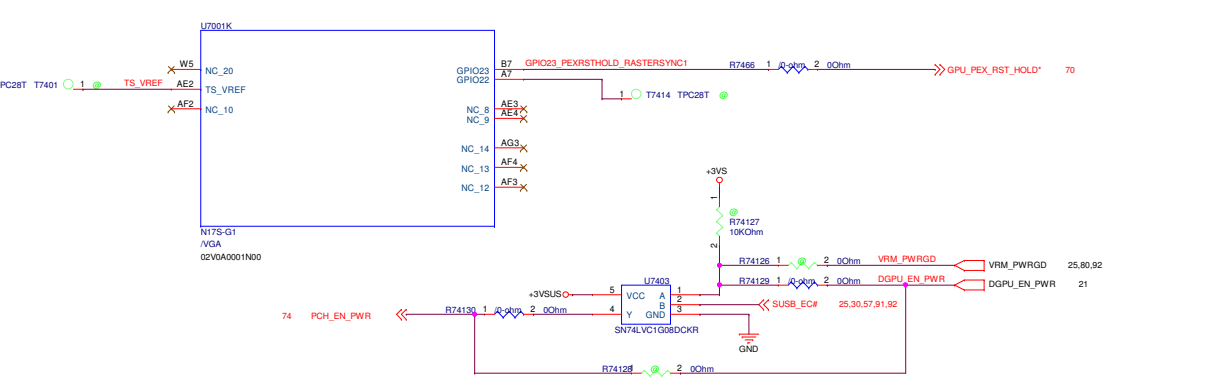 U7001K
W5 NC_20
B7 GPIO23_PEXRSTHOLD_RASTERSYNC1 R7466 1 /0-ohm 2 0Ohm GPU_PEX_RST_HOLD* 70
GPIO23
A7
GPIO22
PC28T T7401 1 @ TS_VREF AE2 TS_VREF
1 T7414 TPC28T @
AF2 NC_10
NC_8 AE3
NC_9 AE4
NC_14 AG3
NC_13 AF4
NC_12 AF3
N17S-G1
/VGA
02V0A0001N00
+3VS
1
@
R74127
10KOhm
2
R74126 1 @ 2 0Ohm VRM_PWRGD VRM_PWRGD 25,80,92
R74129 1 /0-ohm 2 0Ohm DGPU_EN_PWR DGPU_EN_PWR 21
U7403
+3VSUS 5 VCC A 1
B 2 SUSB_EC# 25,30,57,91,92
74 PCH_EN_PWR R74130 1 /0-ohm 2 0Ohm 4 Y GND 3
SN74LVC1G08DCKR
GND
R74128 1 @ 2 0Ohm